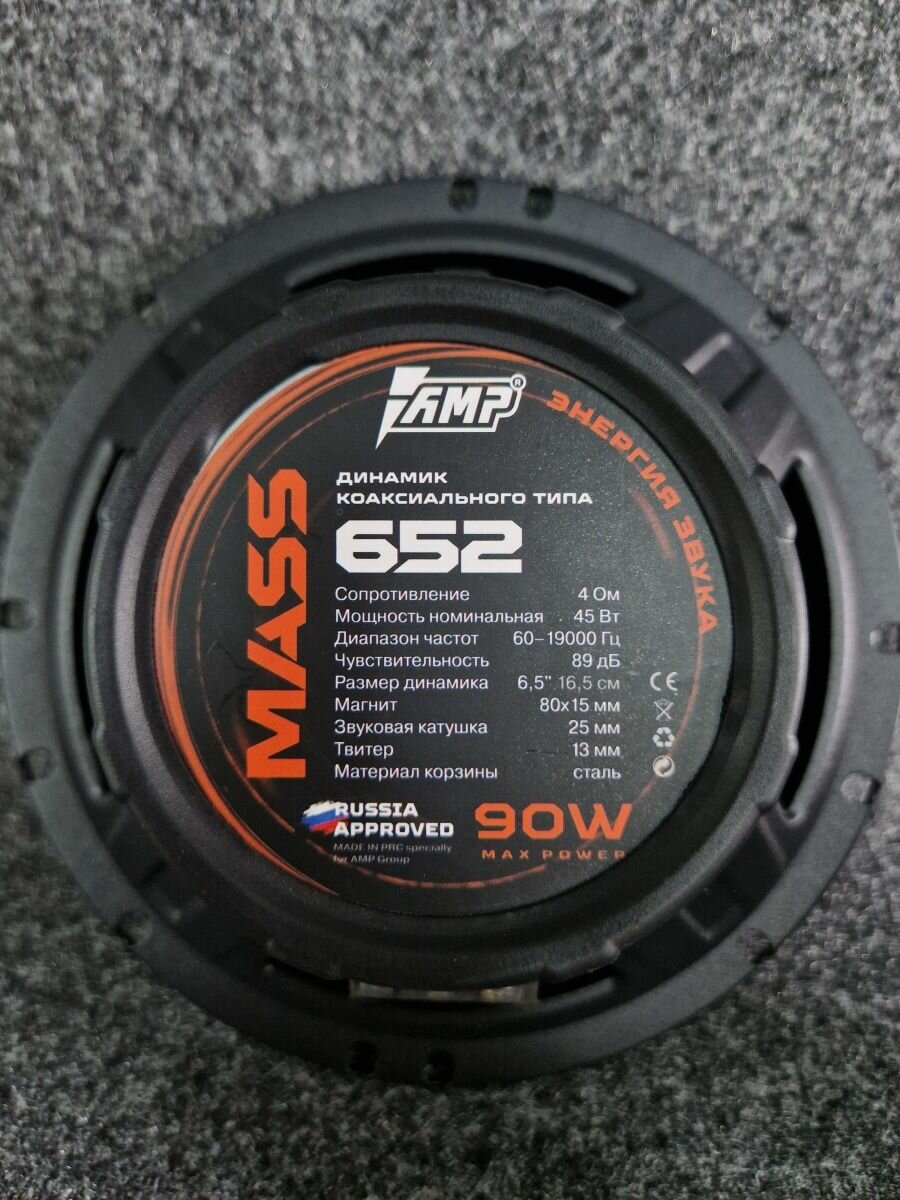 AMP®
ЭНЕРГИЯ ЗВУКА
MASS
ДИНАМИК
КОАКСИАЛЬНОГО ТИПА
652
Сопротивление 4 Ом
Мощность номинальная 45 Вт
Диапазон частот 60–19000 Гц
Чувствительность 89 дБ
Размер динамика 6,5” 16,5 см
Магнит 80x15 мм
Звуковая катушка 25 мм
Твитер 13 мм
Материал корзины сталь
CE
RUSSIA
APPROVED
MADE IN PRC specially
for AMP Group
90W
MAX POWER